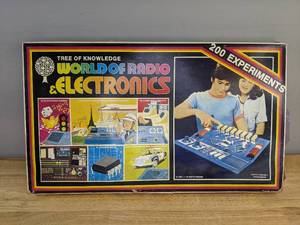 TREE OF KNOWLEDGE
WORLD OF RADIO
& ELECTRONICS
200 EXPERIMENTS